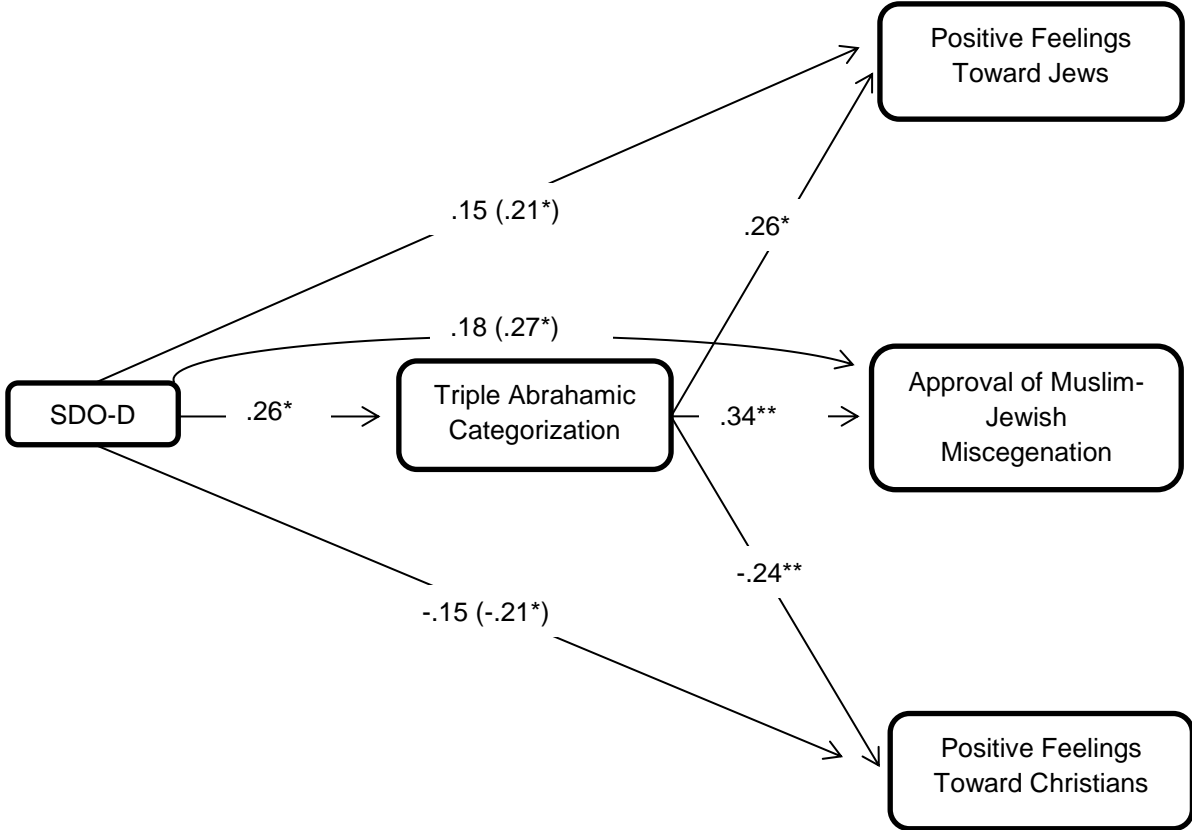 Positive Feelings
Toward Jews
.15 (.21*)
.26*
.18 (.27*)
SDO-D
.26*
Triple Abrahamic
Categorization
.34**
Approval of Muslim-
Jewish
Miscegenation
-.24**
-.15 (-.21*)
Positive Feelings
Toward Christians